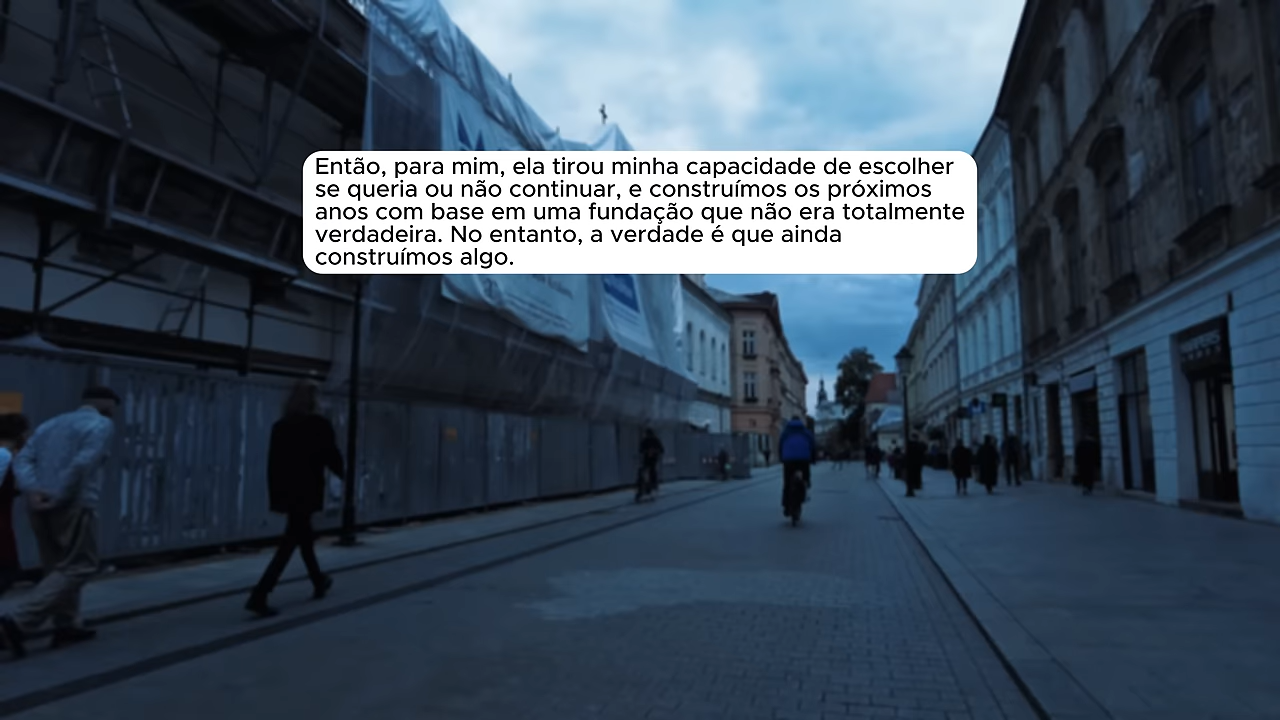 Então, para mim, ela tirou minha capacidade de escolher
se queria ou não continuar, e construímos os próximos
anos com base em uma fundação que não era totalmente
verdadeira. No entanto, a verdade é que ainda
construímos algo.